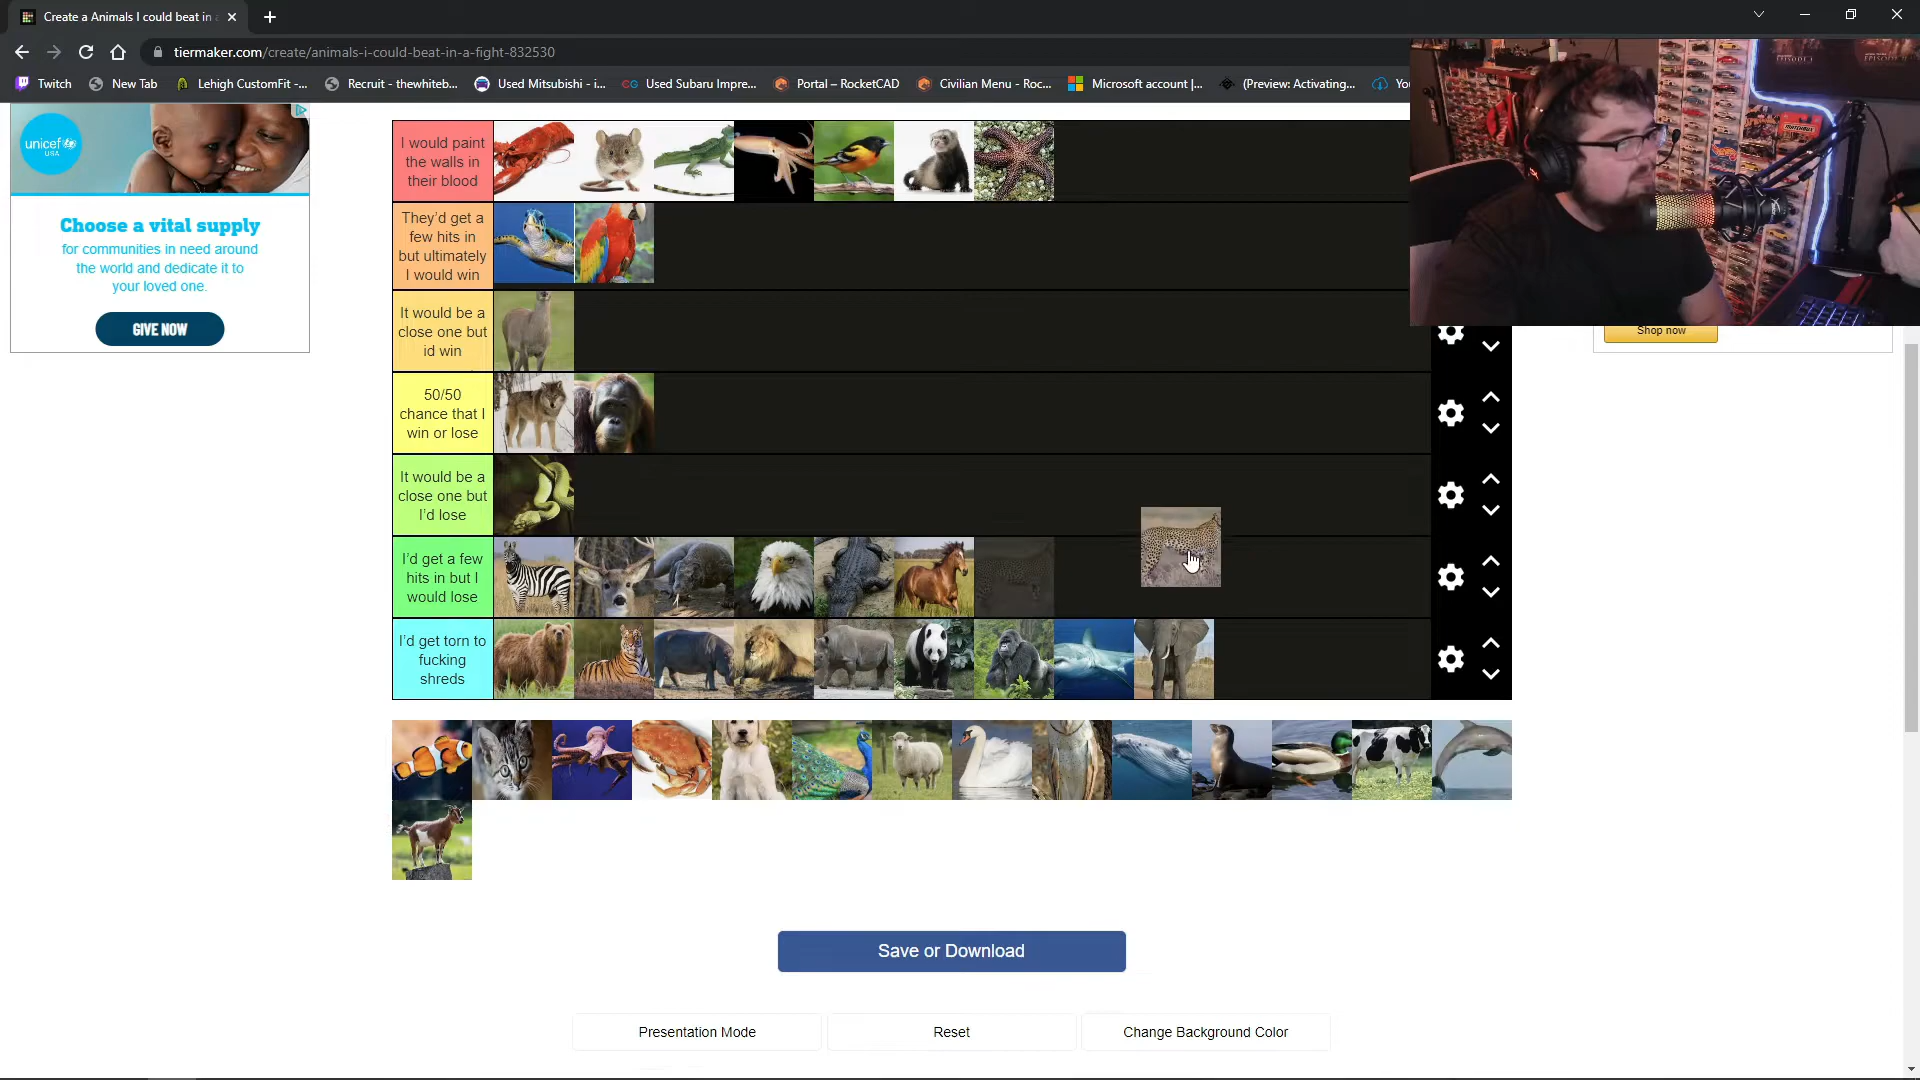 Create a Animals I could beat in a
tiermaker.com/create/animals-i-could-beat-in-a-fight-832530
Twitch
New Tab
Lehigh CustomFit -...
Recruit - thewhiteb...
Used Mitsubishi - i...
CG
Used Subaru Impre...
Portal – RocketCAD
Civilian Menu - Roc...
Microsoft account |...
(Preview: Activating...
You
unicef
USA
Choose a vital supply
for communities in need around
the world and dedicate it to
your loved one.
GIVE NOW
I would paint
the walls in
their blood
They'd get a
few hits in
but ultimately
I would win
It would be a
close one but
id win
50/50
chance that I
win or lose
It would be a
close one but
I'd lose
I'd get a few
hits in but I
would lose
I'd get torn to
fucking
shreds
Shop now
Save or Download
Presentation Mode
Reset
Change Background Color